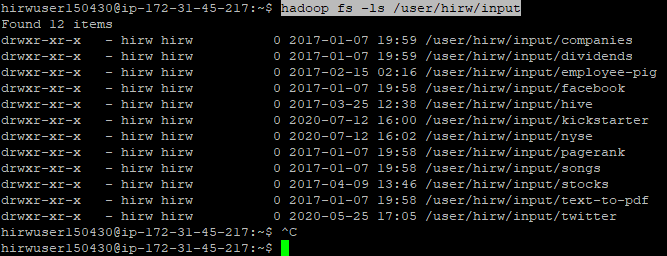 hirwuser150430@ip-172-31-45-217:~$ hadoop fs -ls /user/hirw/input
Found 12 items
drwxr-xr-x   - hirw hirw          0 2017-01-07 19:59 /user/hirw/input/companies
drwxr-xr-x   - hirw hirw          0 2017-01-07 19:59 /user/hirw/input/dividends
drwxr-xr-x   - hirw hirw          0 2017-02-15 02:16 /user/hirw/input/employee-pig
drwxr-xr-x   - hirw hirw          0 2017-01-07 19:58 /user/hirw/input/facebook
drwxr-xr-x   - hirw hirw          0 2017-03-25 12:38 /user/hirw/input/hive
drwxr-xr-x   - hirw hirw          0 2020-07-12 16:00 /user/hirw/input/kickstarter
drwxr-xr-x   - hirw hirw          0 2020-07-12 16:02 /user/hirw/input/nyse
drwxr-xr-x   - hirw hirw          0 2017-01-07 19:58 /user/hirw/input/pagerank
drwxr-xr-x   - hirw hirw          0 2017-01-07 19:58 /user/hirw/input/songs
drwxr-xr-x   - hirw hirw          0 2017-04-09 13:46 /user/hirw/input/stocks
drwxr-xr-x   - hirw hirw          0 2017-01-07 19:58 /user/hirw/input/text-to-pdf
drwxr-xr-x   - hirw hirw          0 2020-05-25 17:05 /user/hirw/input/twitter
hirwuser150430@ip-172-31-45-217:~$ ^C
hirwuser150430@ip-172-31-45-217:~$